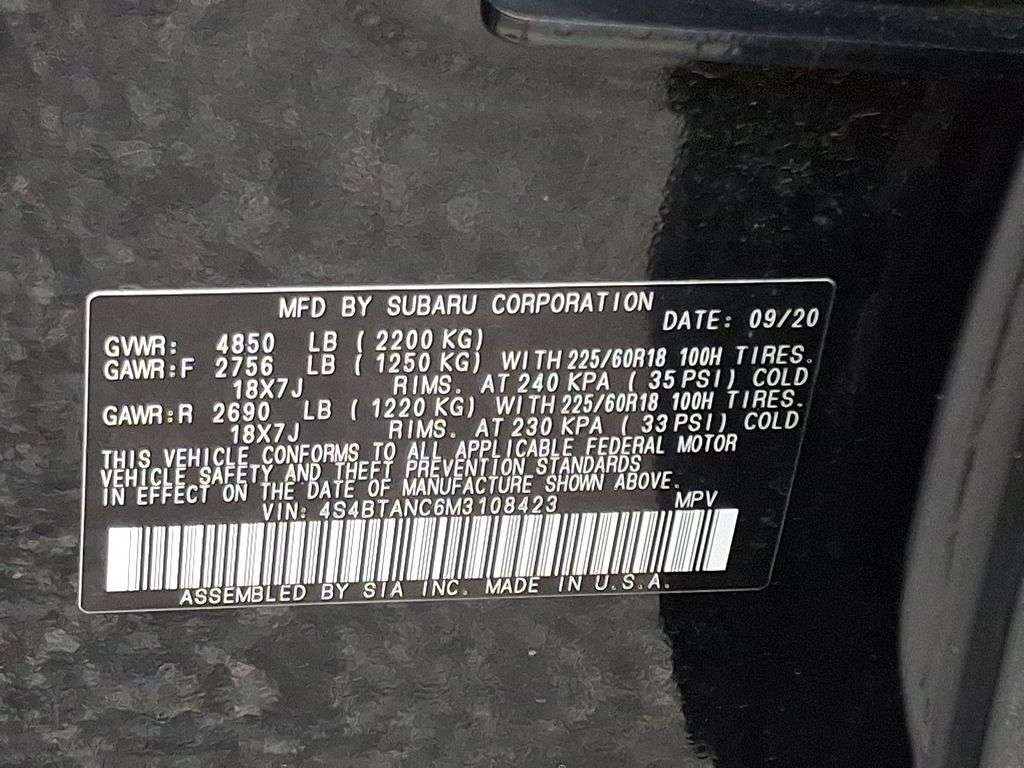 MFD BY SUBARU CORPORATION
DATE: 09/20
GVWR: 4850 LB ( 2200 KG)
GAWR:F 2756 LB ( 1250 KG) WITH 225/60R18 100H TIRES.
18X7J RIMS. AT 240 KPA ( 35 PSI) COLD
GAWR:R 2690 LB ( 1220 KG) WITH 225/60R18 100H TIRES.
18X7J RIMS. AT 230 KPA ( 33 PSI) COLD
THIS VEHICLE CONFORMS TO ALL APPLICABLE FEDERAL MOTOR
VEHICLE SAFETY AND THEFT PREVENTION STANDARDS
IN EFFECT ON THE DATE OF MANUFACTURE SHOWN ABOVE.
VIN: 4S4BTANC6M3108423 MPV
ASSEMBLED BY SIA INC. MADE IN U.S.A.